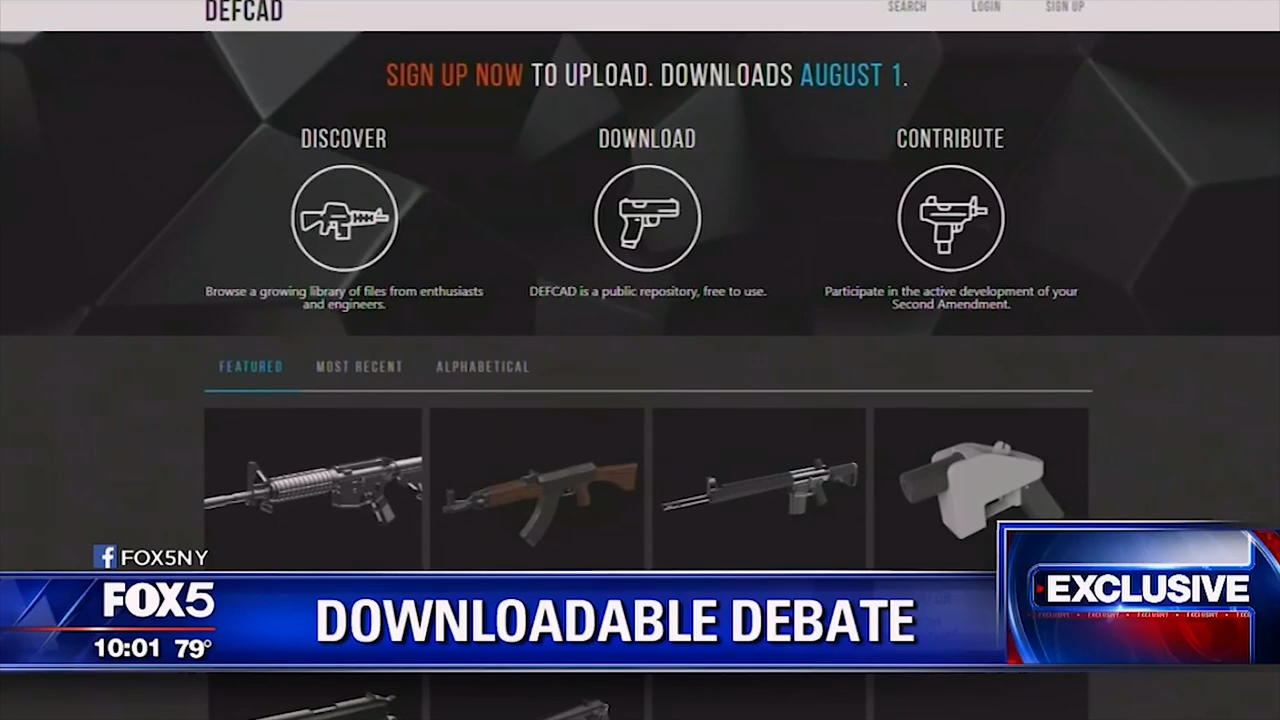 DEFCAD
SEARCH LOGIN SIGN UP
SIGN UP NOW TO UPLOAD. DOWNLOADS AUGUST 1.
DISCOVER DOWNLOAD CONTRIBUTE
Browse a growing library of files from enthusiasts
and engineers.
DEFCAD is a public repository, free to use.
Participate in the active development of your
Second Amendment.
FEATURED MOST RECENT ALPHABETICAL
f FOX5NY
FOX5
10:01 79°
DOWNLOADABLE DEBATE
EXCLUSIVE